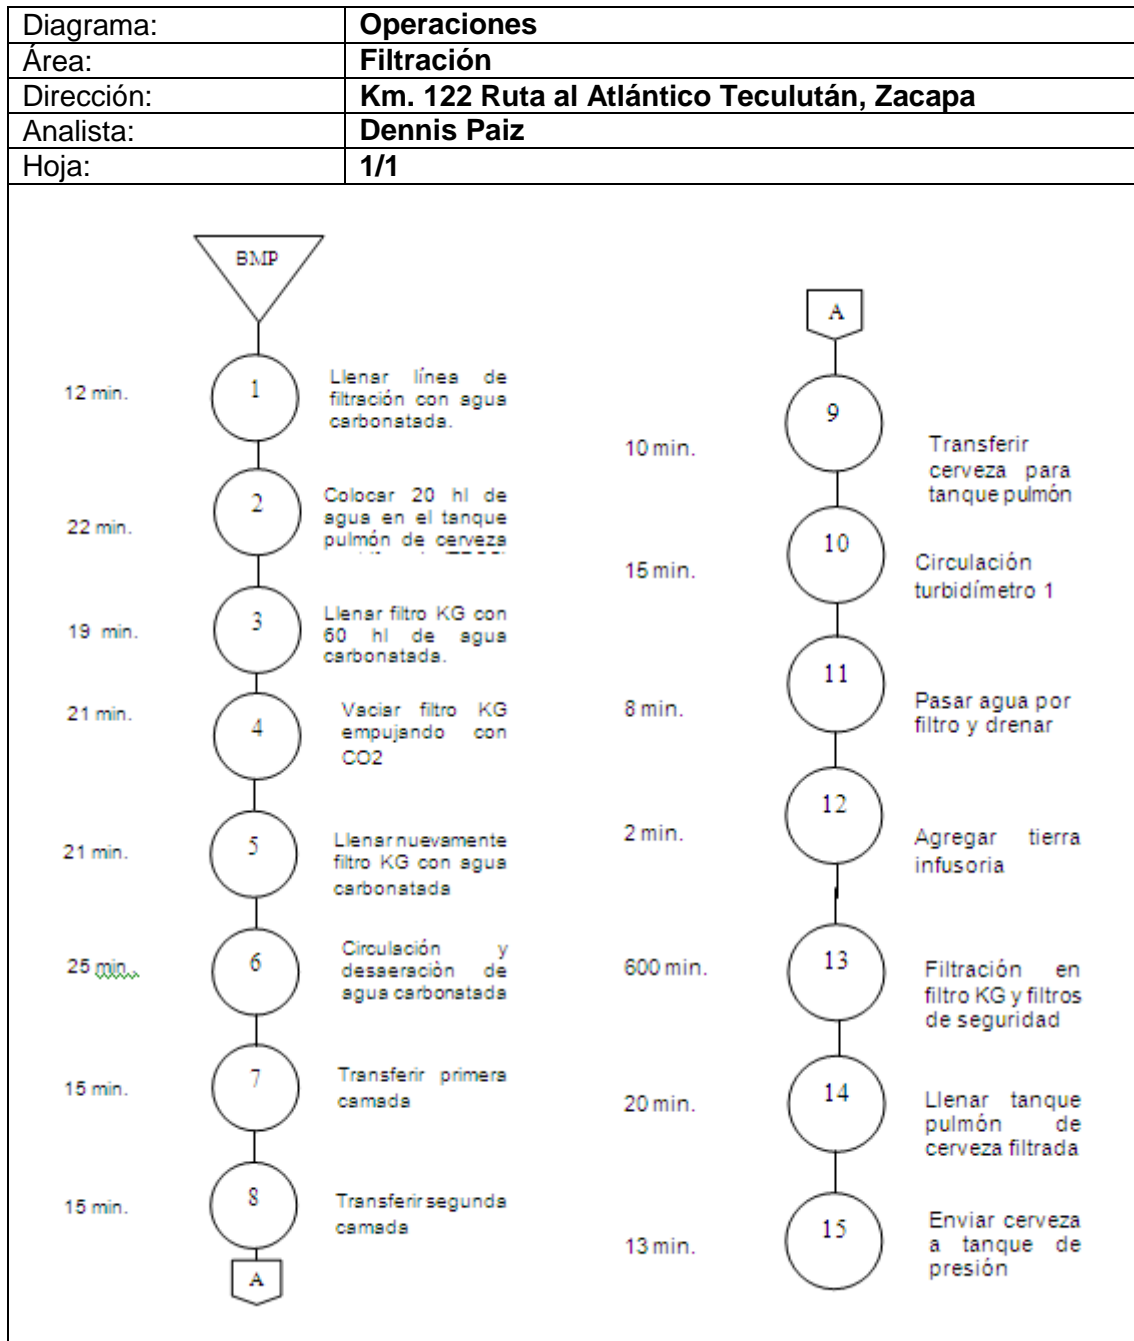 Diagrama: Operaciones
Área: Filtración
Dirección: Km. 122 Ruta al Atlántico Teculután, Zacapa
Analista: Dennis Paiz
Hoja: 1/1
BMP
12 min.
1
Llenar línea de
filtración con agua
carbonatada.
22 min.
2
Colocar 20 hl de
agua en el tanque
pulmón de cerveza
19 min.
3
Llenar filtro KG con
60 hl de agua
carbonatada.
21 min.
4
Vaciar filtro KG
empujando con
CO2
21 min.
5
Llenar nuevamente
filtro KG con agua
carbonatada
25 min.
6
Circulación y
desaeraciòn de
agua carbonatada
15 min.
7
Transferir primera
camada
15 min.
8
Transferir segunda
camada
A
A
10 min.
9
Transferir
cerveza para
tanque pulmón
15 min.
10
Circulación
turbidímetro 1
8 min.
11
Pasar agua por
filtro y drenar
2 min.
12
Agregar tierra
infusoria
600 min.
13
Filtración en
filtro KG y filtros
de seguridad
20 min.
14
Llenar tanque
pulmón de
cerveza filtrada
13 min.
15
Enviar cerveza
a tanque de
presión